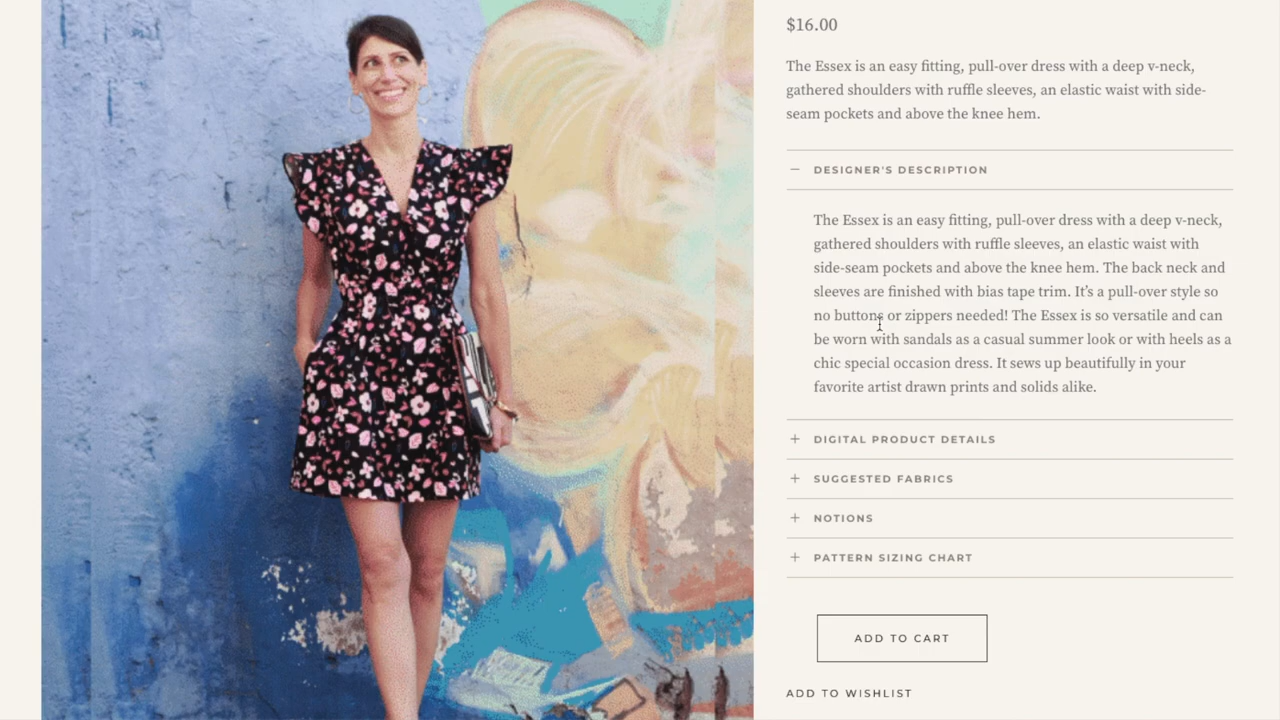 $16.00
The Essex is an easy fitting, pull-over dress with a deep v-neck,
gathered shoulders with ruffle sleeves, an elastic waist with side-
seam pockets and above the knee hem.
DESIGNER'S DESCRIPTION
The Essex is an easy fitting, pull-over dress with a deep v-neck,
gathered shoulders with ruffle sleeves, an elastic waist with
side-seam pockets and above the knee hem. The back neck and
sleeves are finished with bias tape trim. It’s a pull-over style so
no buttons or zippers needed! The Essex is so versatile and can
be worn with sandals as a casual summer look or with heels as a
chic special occasion dress. It sews up beautifully in your
favorite artist drawn prints and solids alike.
DIGITAL PRODUCT DETAILS
SUGGESTED FABRICS
NOTIONS
PATTERN SIZING CHART
ADD TO CART
ADD TO WISHLIST